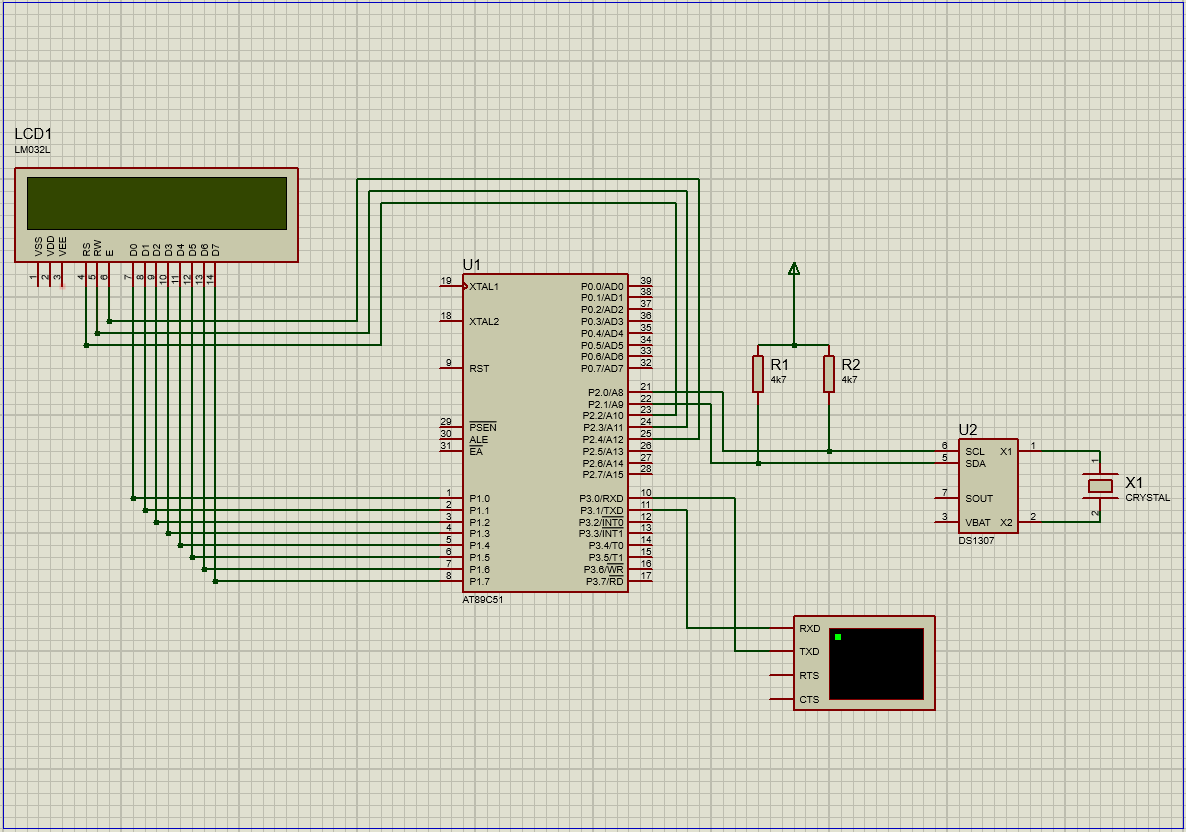 LCD1
LM032L
VSS
VDD
VEE
RS
RW
E
D0
D1
D2
D3
D4
D5
D6
D7
1
2
3
4
5
6
7
8
9
10
11
12
13
14
U1
19 XTAL1
18 XTAL2
9 RST
29 PSEN
30 ALE
31 EA
1 P1.0
2 P1.1
3 P1.2
4 P1.3
5 P1.4
6 P1.5
7 P1.6
8 P1.7
P0.0/AD0 39
P0.1/AD1 38
P0.2/AD2 37
P0.3/AD3 36
P0.4/AD4 35
P0.5/AD5 34
P0.6/AD6 33
P0.7/AD7 32
P2.0/A8 21
P2.1/A9 22
P2.2/A10 23
P2.3/A11 24
P2.4/A12 25
P2.5/A13 26
P2.6/A14 27
P2.7/A15 28
P3.0/RXD 10
P3.1/TXD 11
P3.2/INT0 12
P3.3/INT1 13
P3.4/T0 14
P3.5/T1 15
P3.6/WR 16
P3.7/RD 17
AT89C51
R1
4k7
R2
4k7
U2
6 SCL X1 1
5 SDA
7 SOUT
3 VBAT X2 2
DS1307
1
X1
CRYSTAL
2
RXD
TXD
RTS
CTS